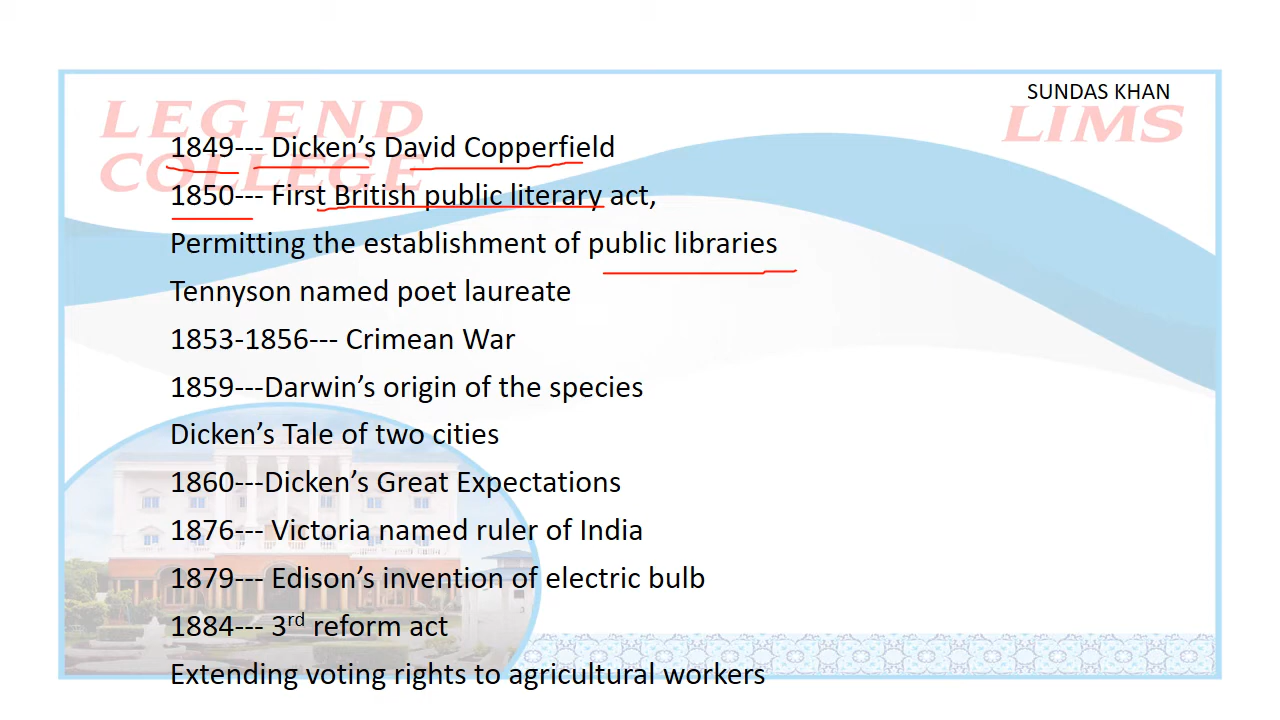 SUNDAS KHAN
LEGEND
COLLEGE
LIMS
1849--- Dicken’s David Copperfield
1850--- First British public literary act,
Permitting the establishment of public libraries
Tennyson named poet laureate
1853-1856--- Crimean War
1859---Darwin’s origin of the species
Dicken’s Tale of two cities
1860---Dicken’s Great Expectations
1876--- Victoria named ruler of India
1879--- Edison’s invention of electric bulb
1884--- 3rd reform act
Extending voting rights to agricultural workers